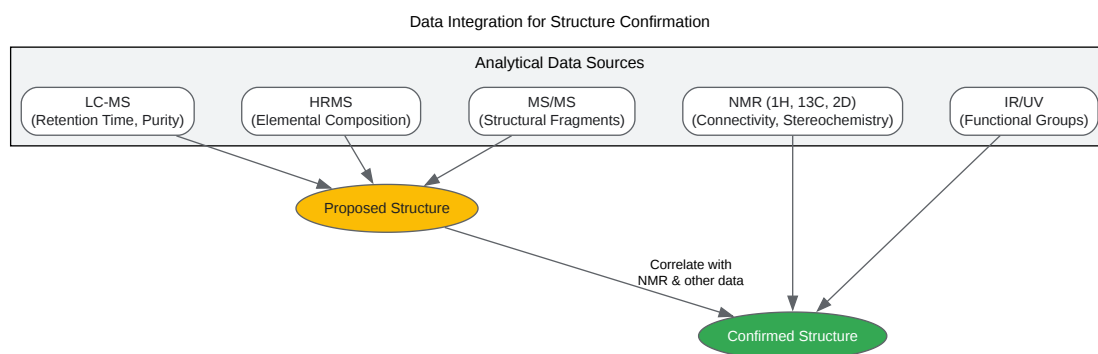 Data Integration for Structure Confirmation
Analytical Data Sources
LC-MS
(Retention Time, Purity)
HRMS
(Elemental Composition)
MS/MS
(Structural Fragments)
NMR (1H, 13C, 2D)
(Connectivity, Stereochemistry)
IR/UV
(Functional Groups)
Proposed Structure
Correlate with
NMR & other data
Confirmed Structure